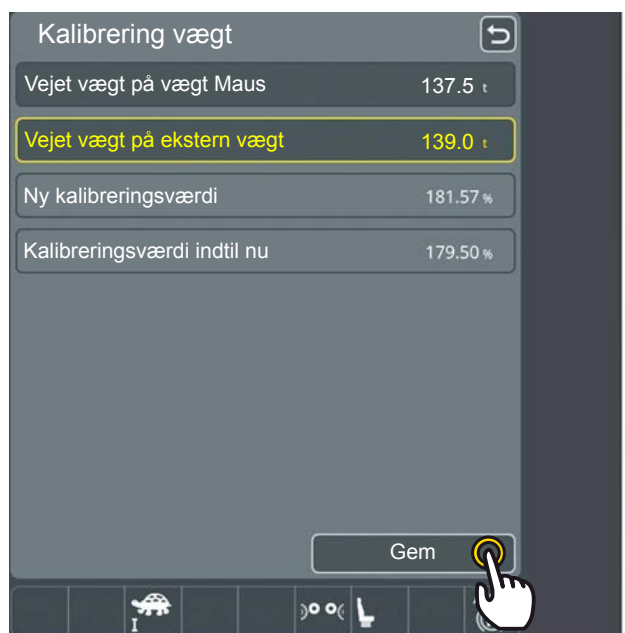 Kalibrering vægt
Vejet vægt på vægt Maus 137.5 t
Vejet vægt på ekstern vægt 139.0 t
Ny kalibreringsværdi 181.57 %
Kalibreringsværdi indtil nu 179.50 %
Gem
I